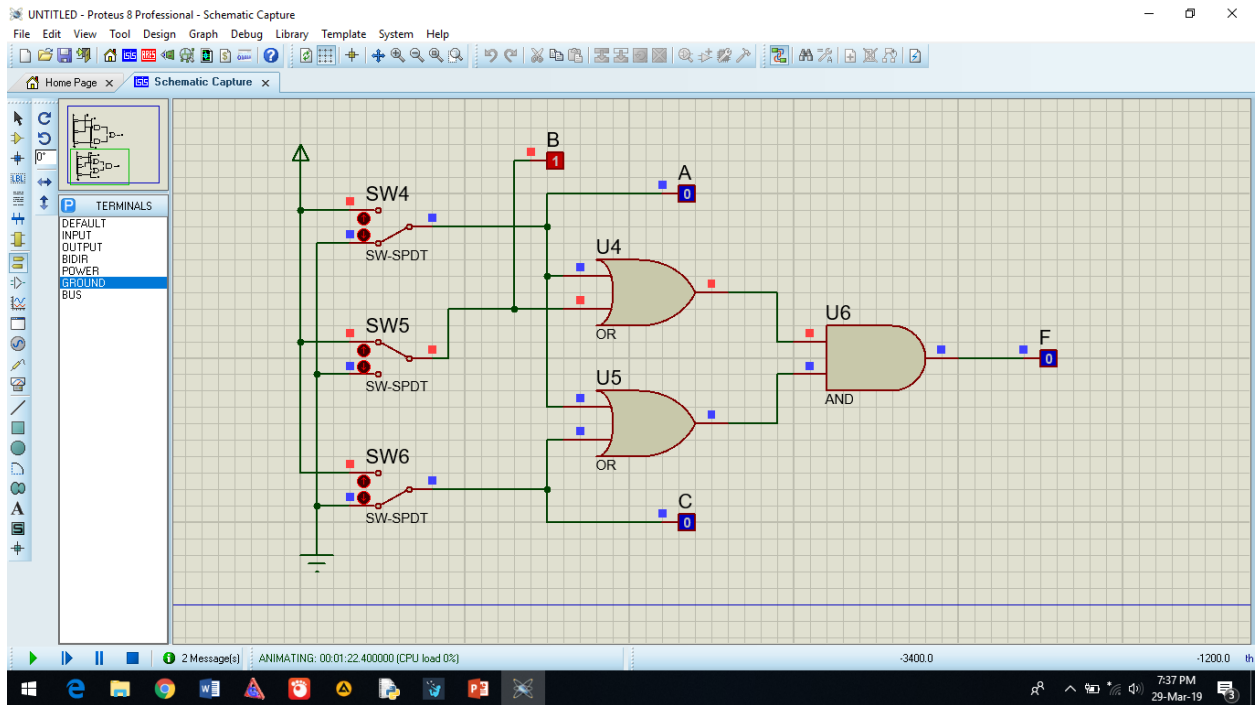 UNTITLED - Proteus 8 Professional - Schematic Capture
File Edit View Tool Design Graph Debug Library Template System Help
Home Page Schematic Capture
0°
LBL
P TERMINALS
DEFAULT
INPUT
OUTPUT
BIDIR
POWER
GROUND
BUS
A
S
B
1
A
0
SW4
SW-SPDT
U4
OR
SW5
SW-SPDT
U6
AND
F
0
U5
OR
SW6
SW-SPDT
C
0
2 Message(s) ANIMATING: 00:01:22.400000 (CPU load 0%) -3400.0 -1200.0 th
7:37 PM
29-Mar-19
3